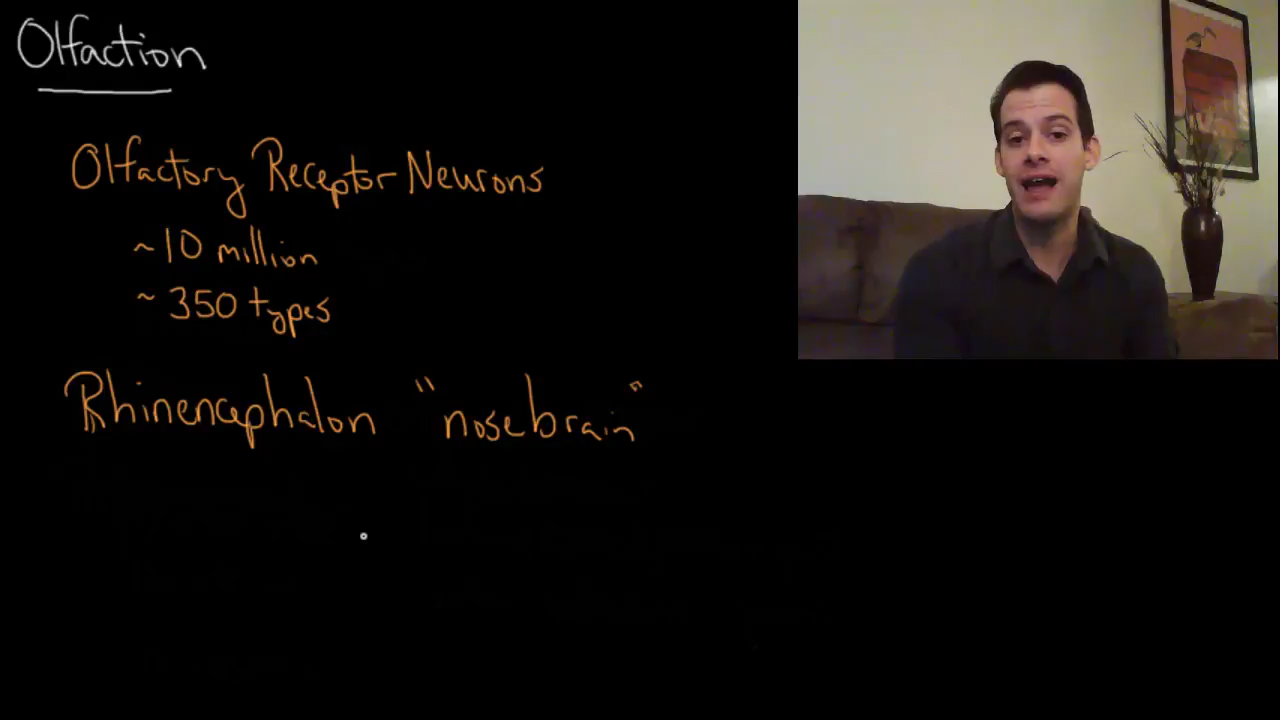 Olfaction
Olfactory Receptor Neurons
~10 million
~ 350 types
Rhinencephalon "nosebrain"